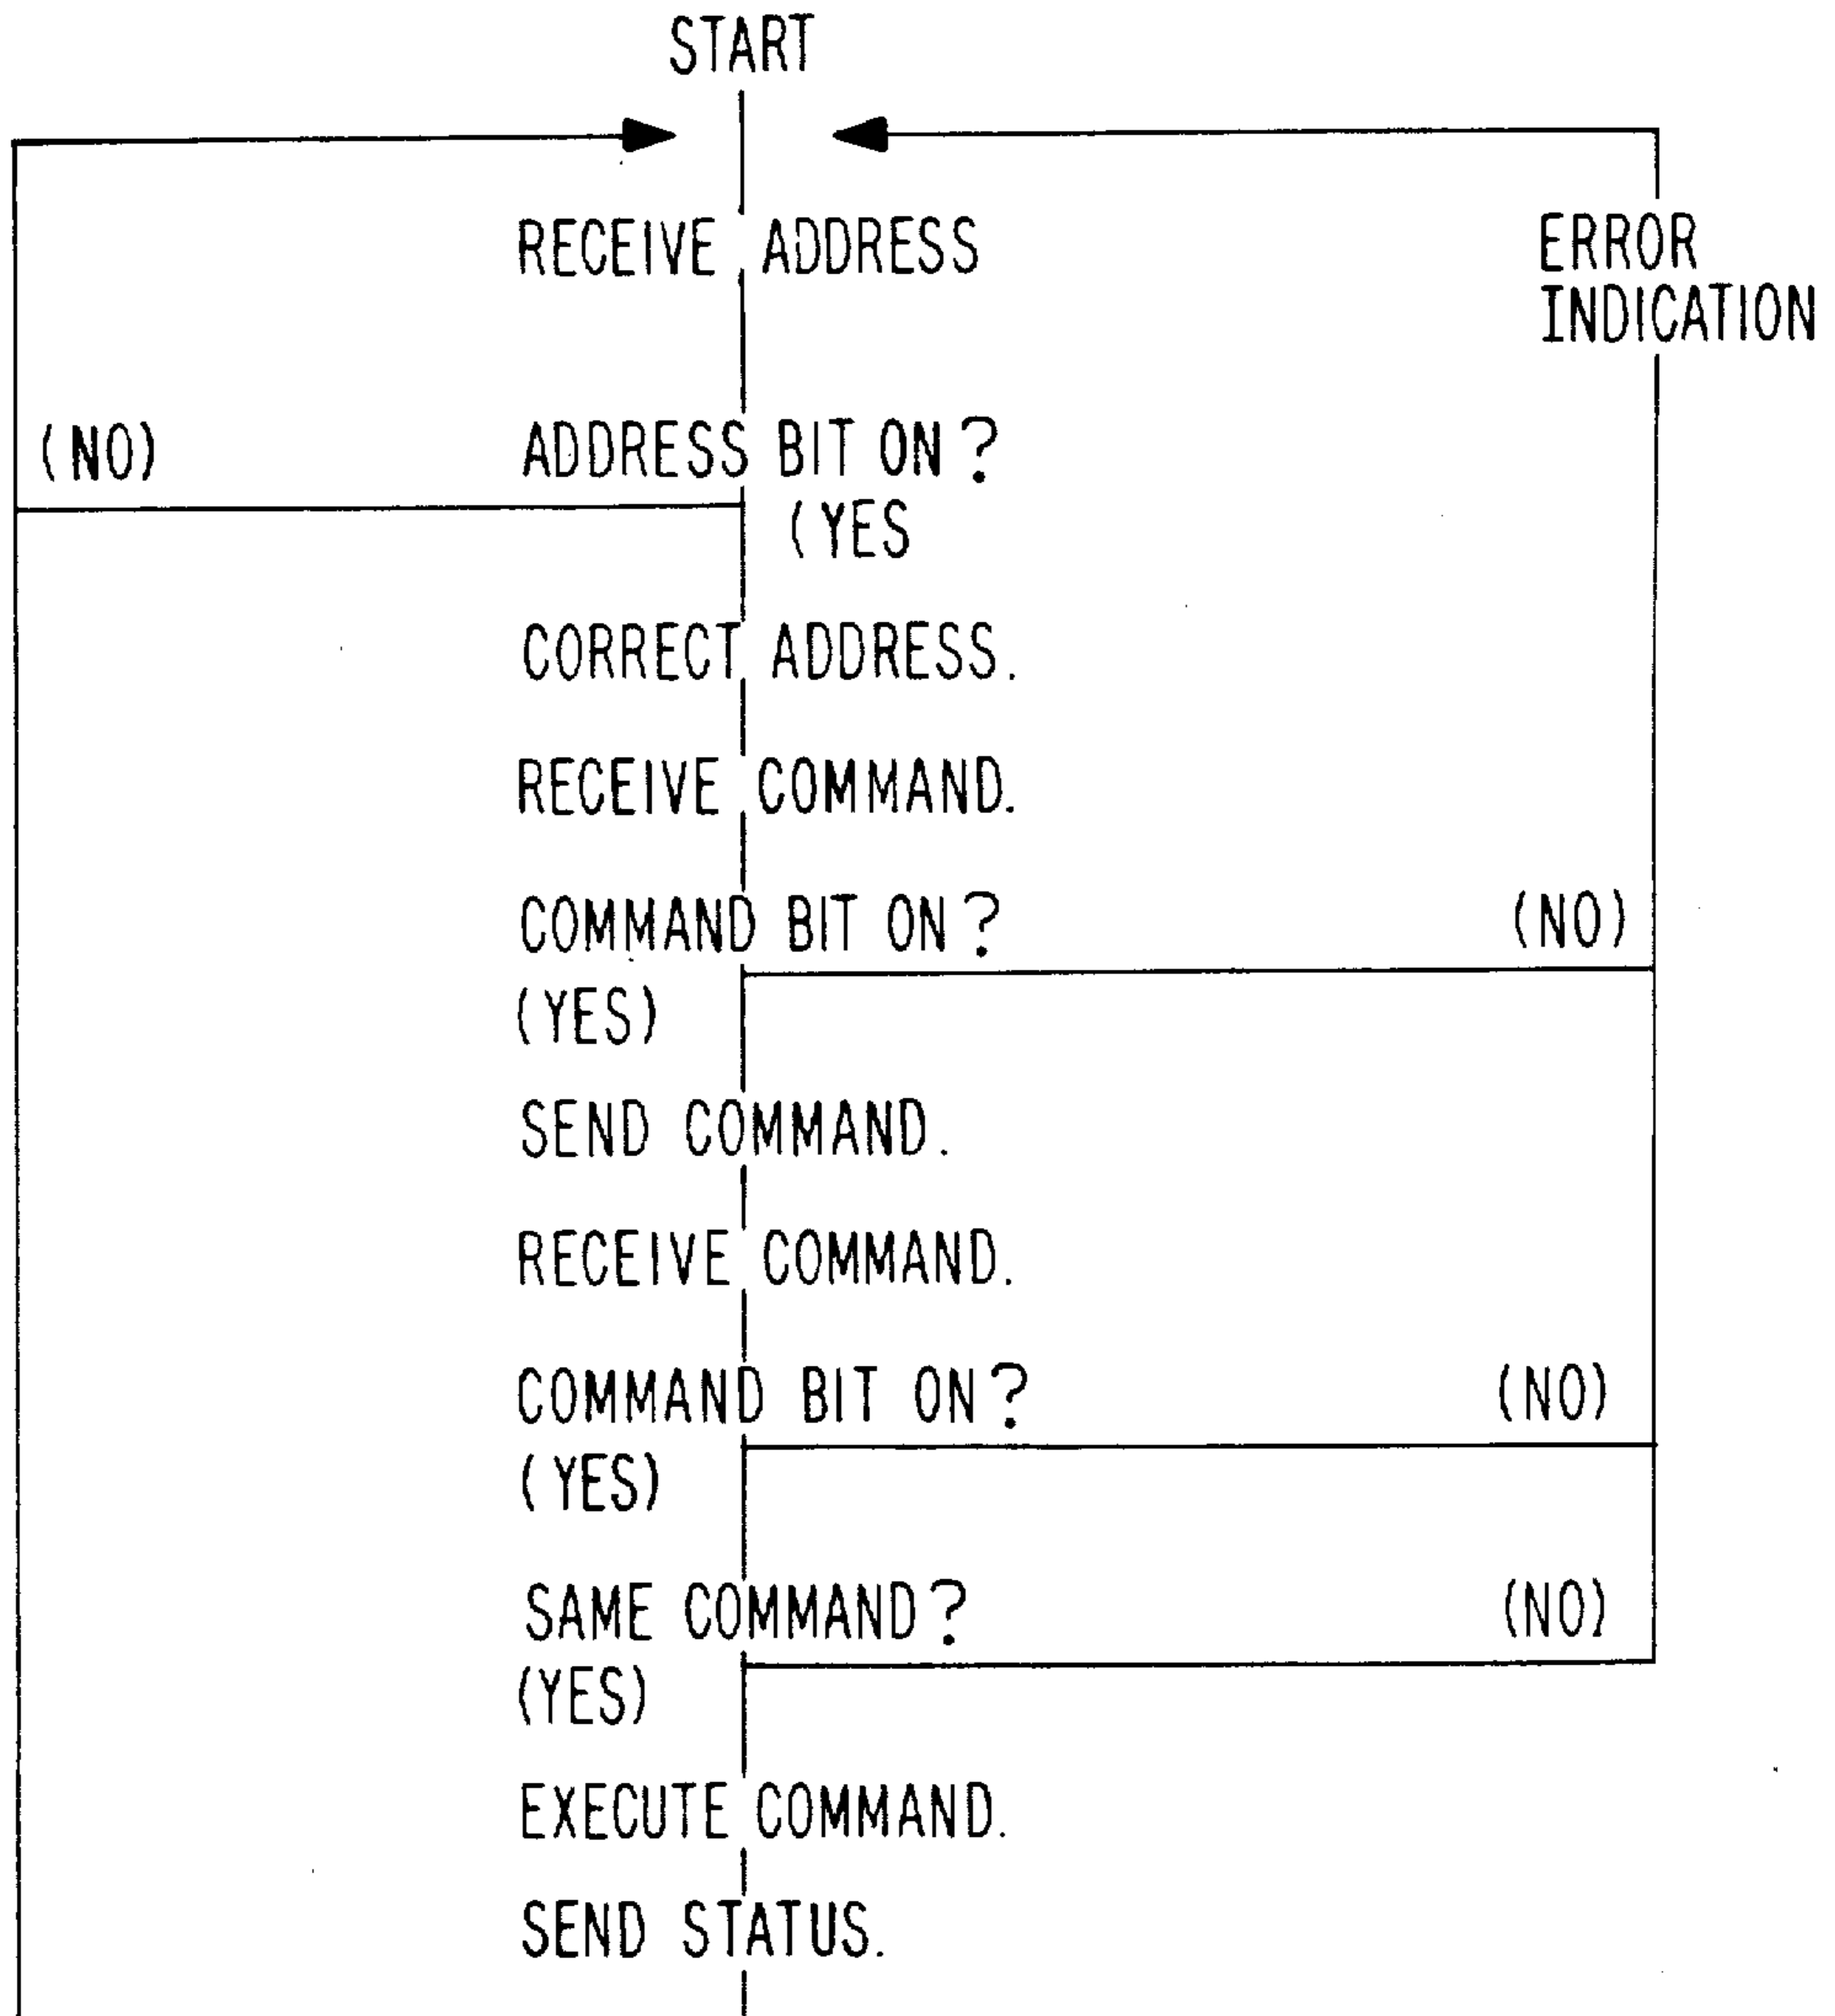 START
RECEIVE ADDRESS
ERROR
INDICATION
(NO)
ADDRESS BIT ON?
(YES
CORRECT ADDRESS.
RECEIVE COMMAND.
COMMAND BIT ON?
(NO)
(YES)
SEND COMMAND.
RECEIVE COMMAND.
COMMAND BIT ON?
(NO)
(YES)
SAME COMMAND?
(NO)
(YES)
EXECUTE COMMAND.
SEND STATUS.